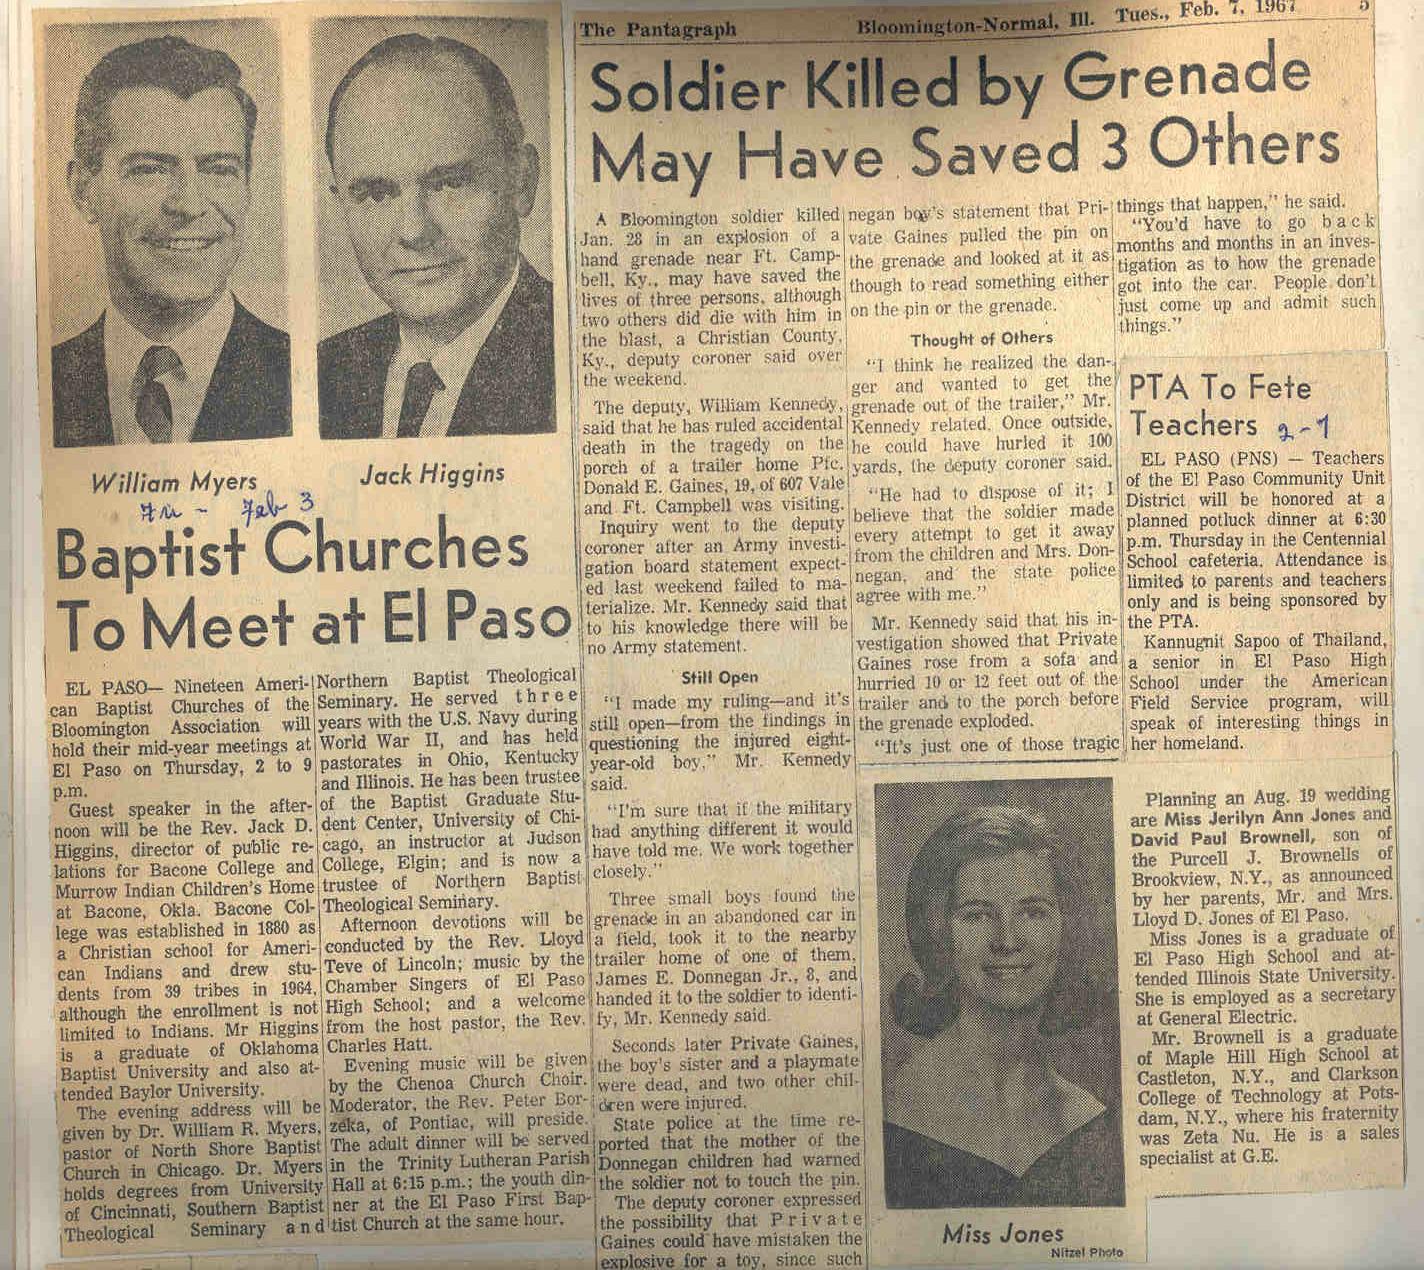 William Myers
Jack Higgins
Fri - Feb 3
Baptist Churches
To Meet at El Paso
EL PASO— Nineteen Ameri-
can Baptist Churches of the
Bloomington Association will
hold their mid-year meetings at
El Paso on Thursday, 2 to 9
p.m.
Guest speaker in the after-
noon will be the Rev. Jack D.
Higgins, director of public re-
lations for Bacone College and
Murrow Indian Children's Home
at Bacone, Okla. Bacone Col-
lege was established in 1880 as
a Christian school for Ameri-
can Indians and drew stu-
dents from 39 tribes in 1964,
although the enrollment is not
limited to Indians. Mr Higgins
is a graduate of Oklahoma
Baptist University and also at-
tended Baylor University.
The evening address will be
given by Dr. William R. Myers,
pastor of North Shore Baptist
Church in Chicago. Dr. Myers
holds degrees from University
of Cincinnati, Southern Baptist
Theological Seminary and
Northern Baptist Theological
Seminary. He served three
years with the U.S. Navy during
World War II, and has held
pastorates in Ohio, Kentucky
and Illinois. He has been trustee
of the Baptist Graduate Stu-
dent Center, University of Chi-
cago, an instructor at Judson
College, Elgin; and is now a
trustee of Northern Baptist
Theological Seminary.
Afternoon devotions will be
conducted by the Rev. Lloyd
Teve of Lincoln; music by the
Chamber Singers of El Paso
High School; and a welcome
from the host pastor, the Rev.
Charles Hatt.
Evening music will be given
by the Chenoa Church Choir.
Moderator, the Rev. Peter Bor-
zeka, of Pontiac, will preside.
The adult dinner will be served
in the Trinity Lutheran Parish
Hall at 6:15 p.m.; the youth din-
ner at the El Paso First Bap-
tist Church at the same hour.
The Pantagraph Bloomington-Normal, Ill. Tues., Feb. 7, 1967 5
Soldier Killed by Grenade
May Have Saved 3 Others
A Bloomington soldier killed
Jan. 28 in an explosion of a
hand grenade near Ft. Camp-
bell, Ky., may have saved the
lives of three persons, although
two others did die with him in
the blast, a Christian County,
Ky., deputy coroner said over
the weekend.
The deputy, William Kennedy,
said that he has ruled accidental
death in the tragedy on the
porch of a trailer home Pfc.
Donald E. Gaines, 19, of 607 Vale
and Ft. Campbell was visiting.
Inquiry went to the deputy
coroner after an Army investi-
gation board statement expect-
ed last weekend failed to ma-
terialize. Mr. Kennedy said that
to his knowledge there will be
no Army statement.
Still Open
"I made my ruling—and it's
still open—from the findings in
questioning the injured eight-
year-old boy," Mr. Kennedy
said.
"I'm sure that if the military
had anything different it would
have told me. We work together
closely."
Three small boys found the
grenade in an abandoned car in
a field, took it to the nearby
trailer home of one of them,
James E. Donnegan Jr., 8, and
handed it to the soldier to identi-
fy, Mr. Kennedy said.
Seconds later Private Gaines,
the boy's sister and a playmate
were dead, and two other chil-
dren were injured.
State police at the time re-
ported that the mother of the
Donnegan children had warned
the soldier not to touch the pin.
The deputy coroner expressed
the possibility that Private
Gaines could have mistaken the
explosive for a toy, since such
negan boy's statement that Pri-
vate Gaines pulled the pin on
the grenade and looked at it as
though to read something either
on the pin or the grenade.
Thought of Others
"I think he realized the dan-
ger and wanted to get the
grenade out of the trailer," Mr.
Kennedy related. Once outside,
he could have hurled it 100
yards, the deputy coroner said.
"He had to dispose of it; I
believe that the soldier made
every attempt to get it away
from the children and Mrs. Don-
negan, and the state police
agree with me."
Mr. Kennedy said that his in-
vestigation showed that Private
Gaines rose from a sofa and
hurried 10 or 12 feet out of the
trailer and to the porch before
the grenade exploded.
"It's just one of those tragic
things that happen," he said.
"You'd have to go back
months and months in an inves-
tigation as to how the grenade
got into the car. People don't
just come up and admit such
things."
PTA To Fete
Teachers 2-7
EL PASO (PNS) — Teachers
of the El Paso Community Unit
District will be honored at a
planned potluck dinner at 6:30
p.m. Thursday in the Centennial
School cafeteria. Attendance is
limited to parents and teachers
only and is being sponsored by
the PTA.
Kannugnit Sapoo of Thailand,
a senior in El Paso High
School under the American
Field Service program, will
speak of interesting things in
her homeland.
Miss Jones
Nitzel Photo
Planning an Aug. 19 wedding
are Miss Jerilyn Ann Jones and
David Paul Brownell, son of
the Purcell J. Brownells of
Brookview, N.Y., as announced
by her parents, Mr. and Mrs.
Lloyd D. Jones of El Paso.
Miss Jones is a graduate of
El Paso High School and at-
tended Illinois State University.
She is employed as a secretary
at General Electric.
Mr. Brownell is a graduate
of Maple Hill High School at
Castleton, N.Y., and Clarkson
College of Technology at Pots-
dam, N.Y., where his fraternity
was Zeta Nu. He is a sales
specialist at G.E.